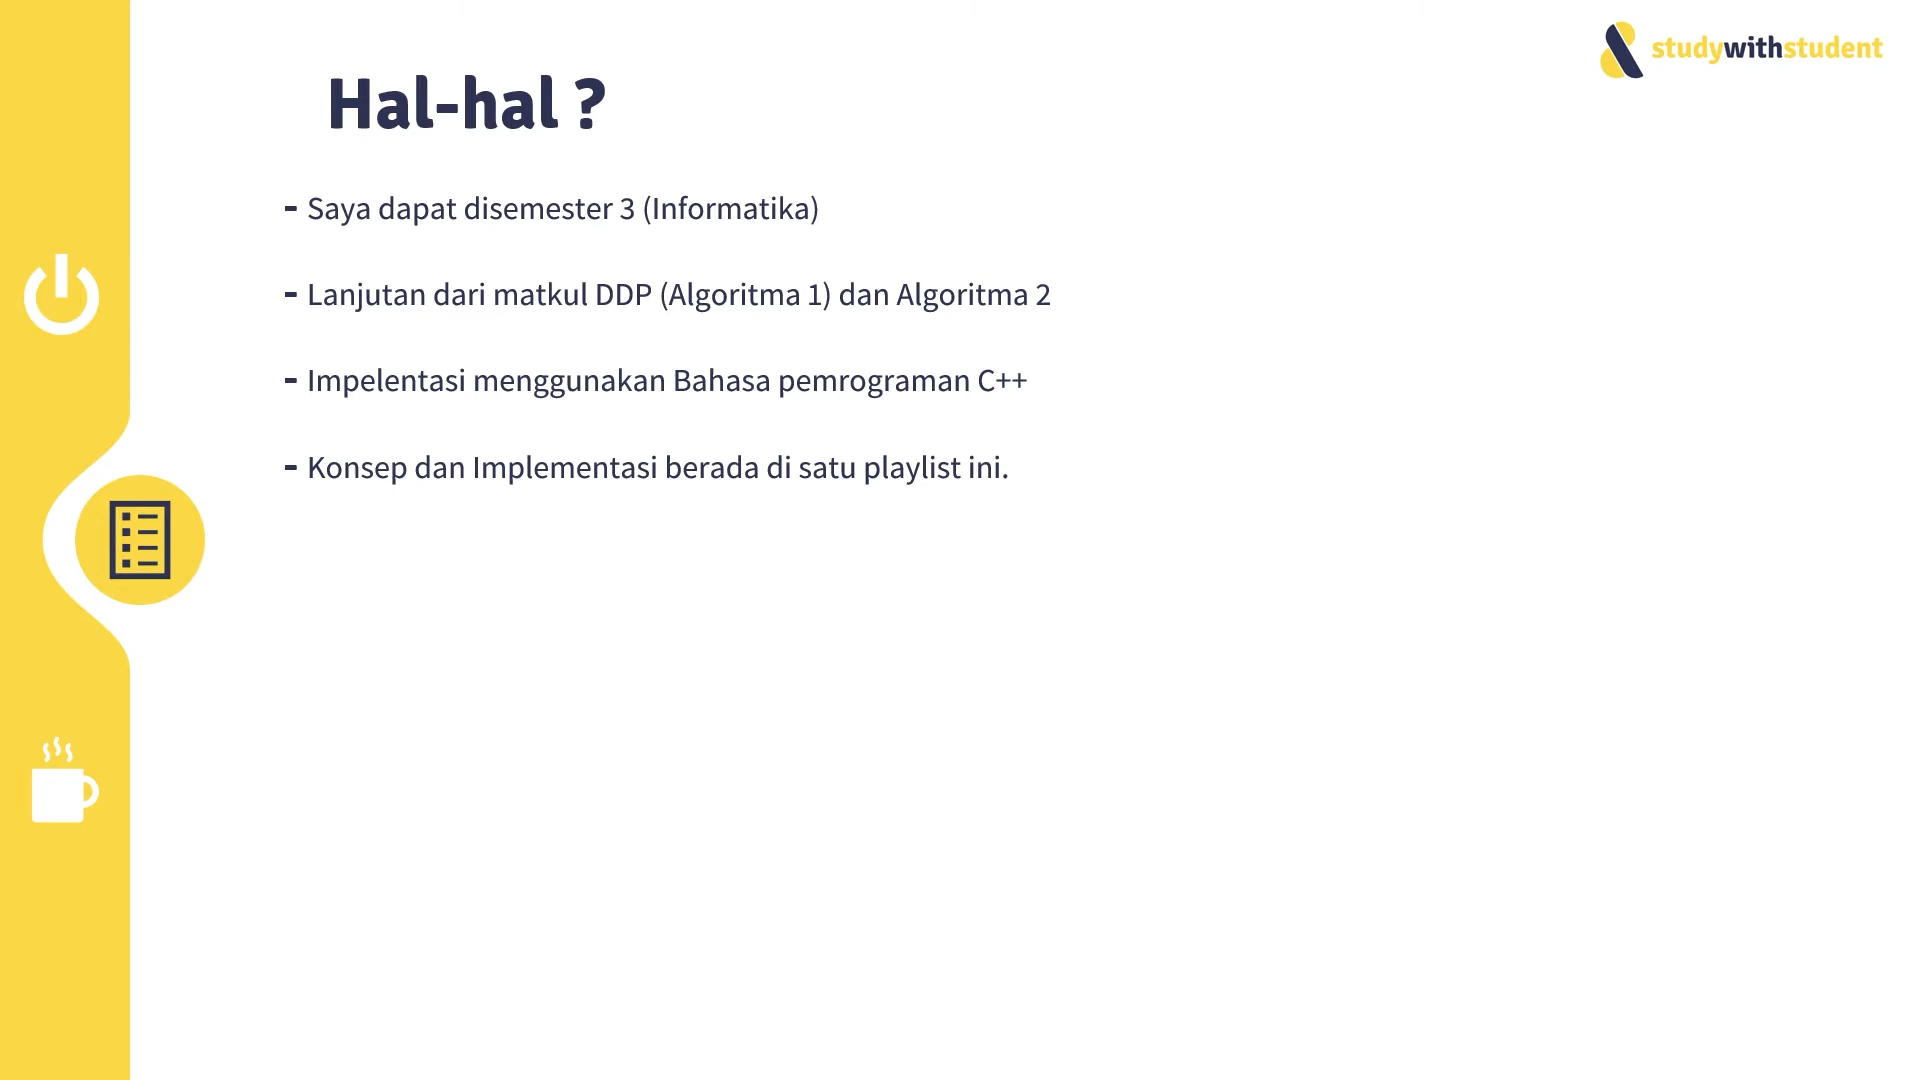 studywithstudent
Hal-hal ?
- Saya dapat disemester 3 (Informatika)
- Lanjutan dari matkul DDP (Algoritma 1) dan Algoritma 2
- Impelentasi menggunakan Bahasa pemrograman C++
- Konsep dan Implementasi berada di satu playlist ini.